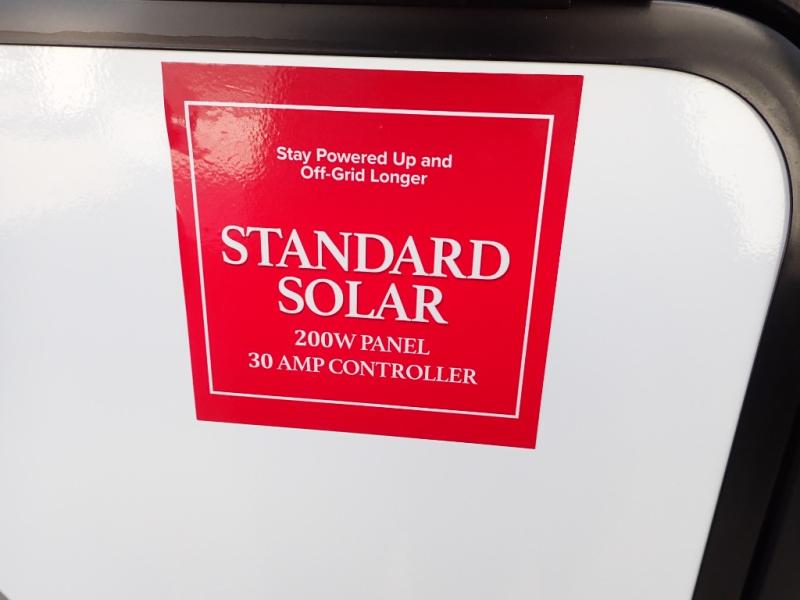 Stay Powered Up and
Off-Grid Longer
STANDARD
SOLAR
200W PANEL
30 AMP CONTROLLER